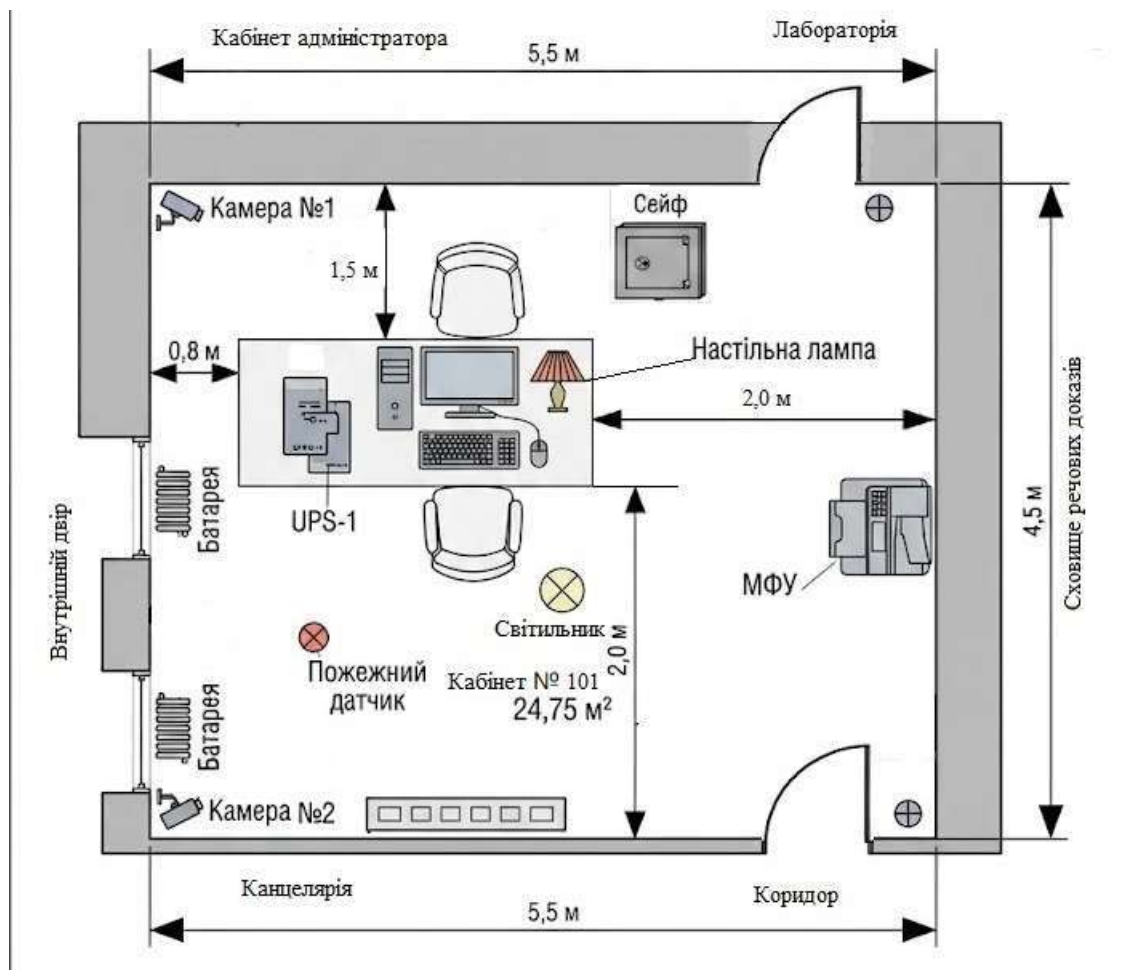 Кабінет адміністратора
Лабораторія
5,5 м
Камера №1
Сейф
1,5 м
0,8 м
Настільна лампа
2,0 м
Батарея
UPS-1
Внутрішній двір
4,5 м
Сховище речових доказів
МФУ
Світильник
2,0 м
Пожежний
датчик
Кабінет № 101
24,75 м²
Батарея
Камера №2
Канцелярія
Коридор
5,5 м